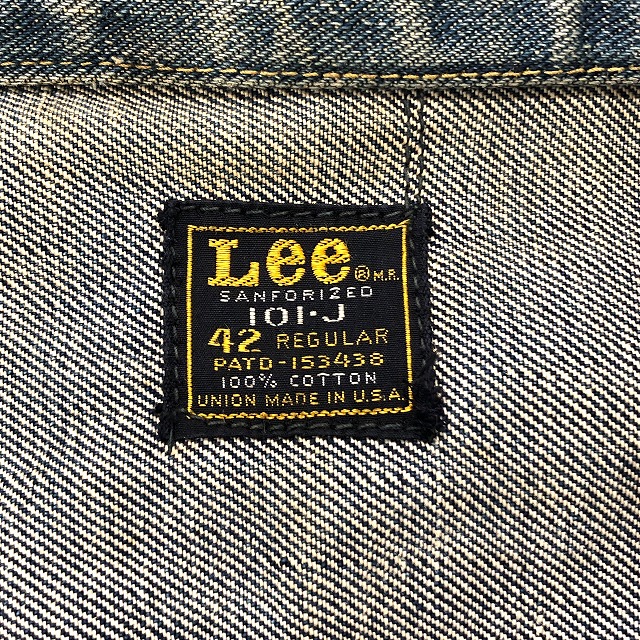 Lee ® M.R.
SANFORIZED
101-J
42 REGULAR
PATD-153438
100% COTTON
UNION MADE IN U.S.A.